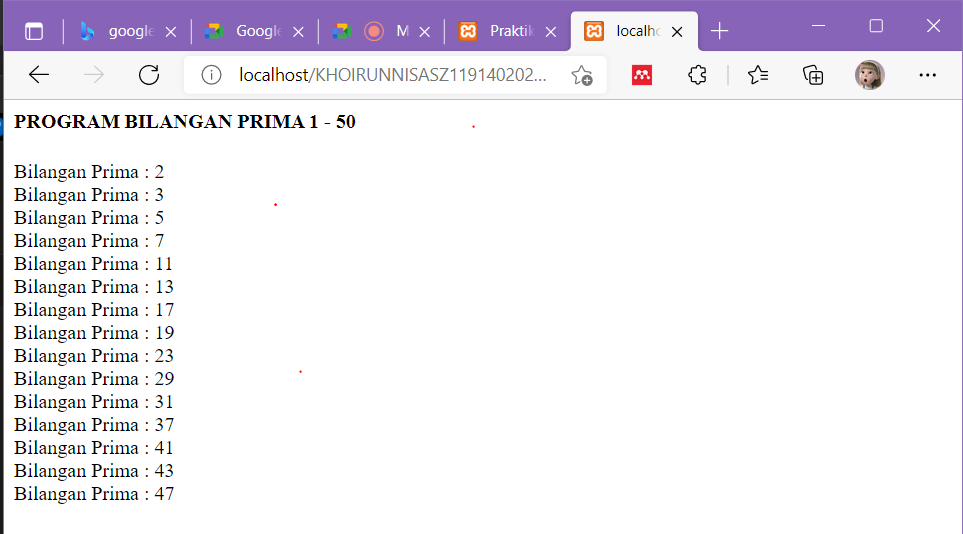 google
Google
M
Praktik
localho
localhost/KHOIRUNNISASZ119140202...
PROGRAM BILANGAN PRIMA 1 - 50
Bilangan Prima : 2
Bilangan Prima : 3
Bilangan Prima : 5
Bilangan Prima : 7
Bilangan Prima : 11
Bilangan Prima : 13
Bilangan Prima : 17
Bilangan Prima : 19
Bilangan Prima : 23
Bilangan Prima : 29
Bilangan Prima : 31
Bilangan Prima : 37
Bilangan Prima : 41
Bilangan Prima : 43
Bilangan Prima : 47